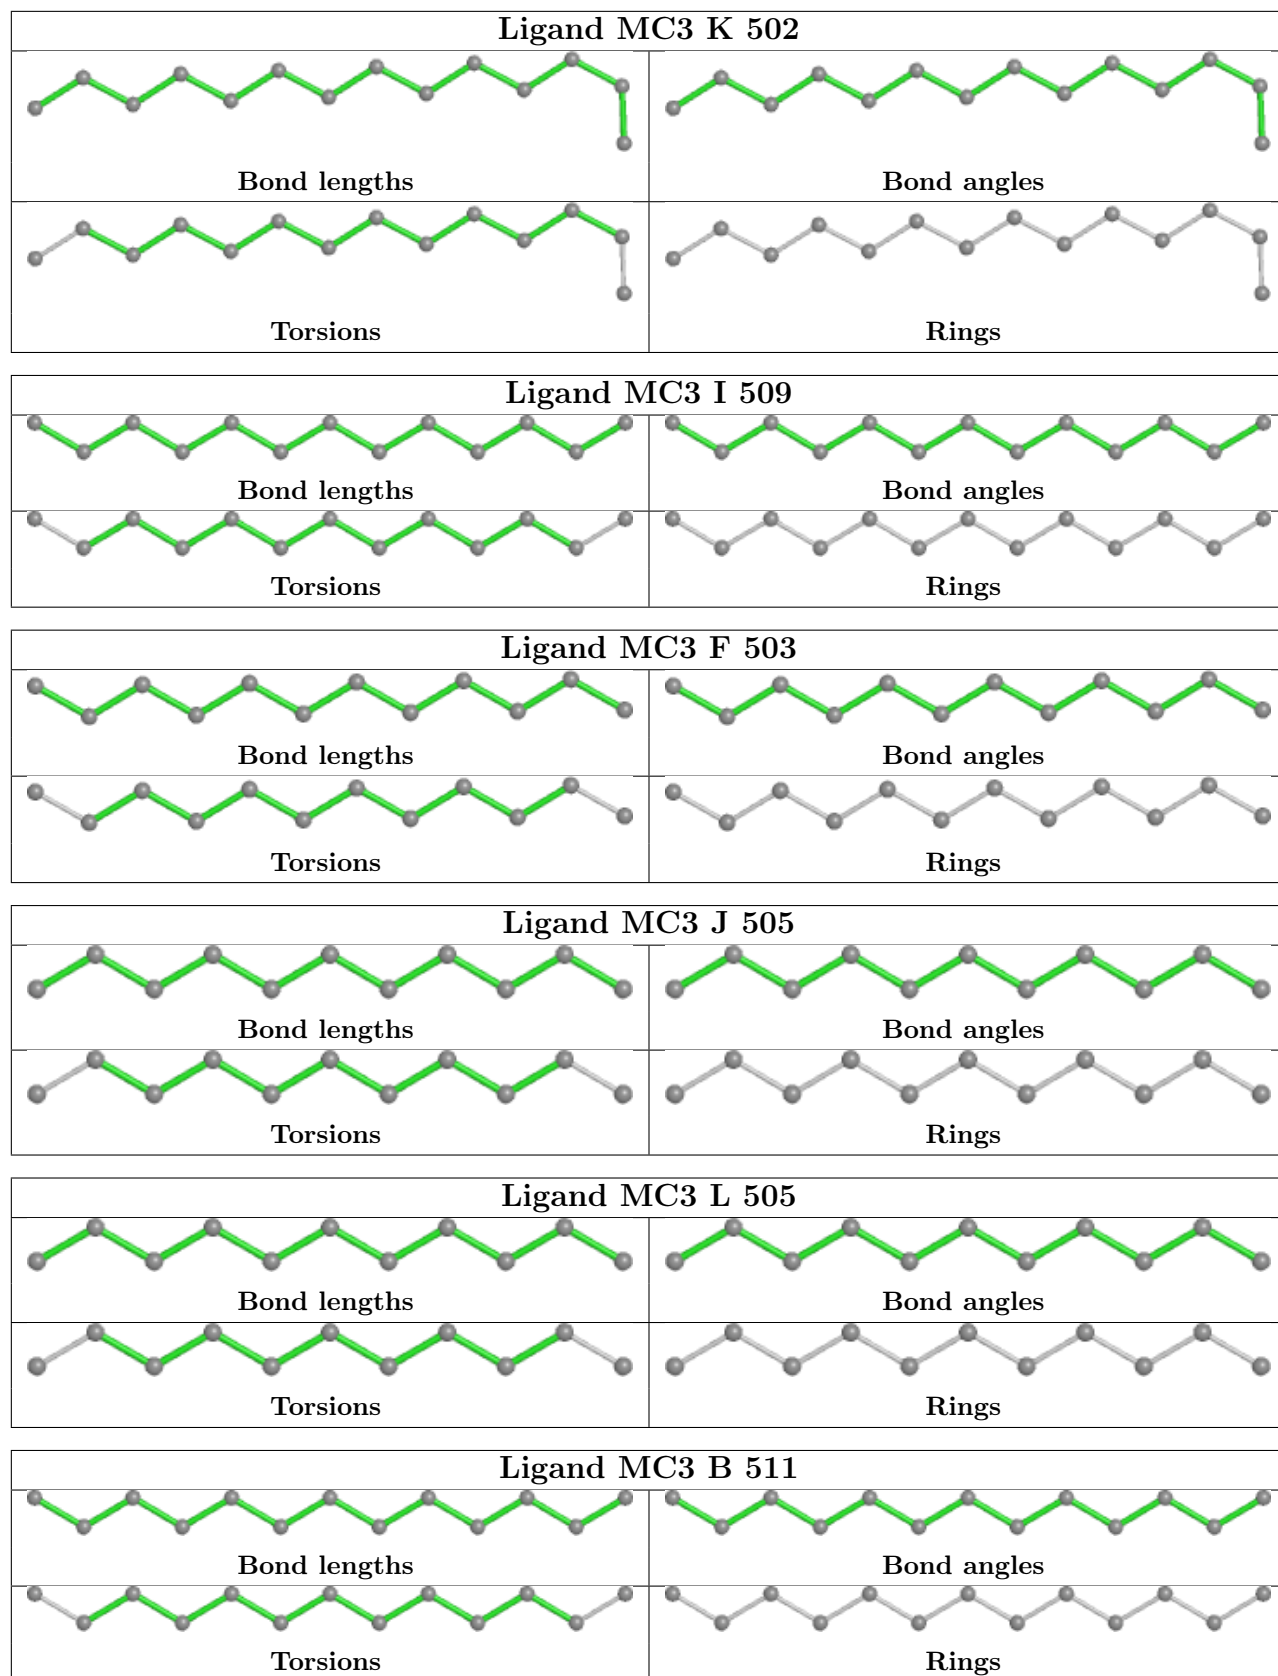 Ligand MC3 K 502
Bond lengths
Bond angles
Torsions
Rings
Ligand MC3 I 509
Bond lengths
Bond angles
Torsions
Rings
Ligand MC3 F 503
Bond lengths
Bond angles
Torsions
Rings
Ligand MC3 J 505
Bond lengths
Bond angles
Torsions
Rings
Ligand MC3 L 505
Bond lengths
Bond angles
Torsions
Rings
Ligand MC3 B 511
Bond lengths
Bond angles
Torsions
Rings